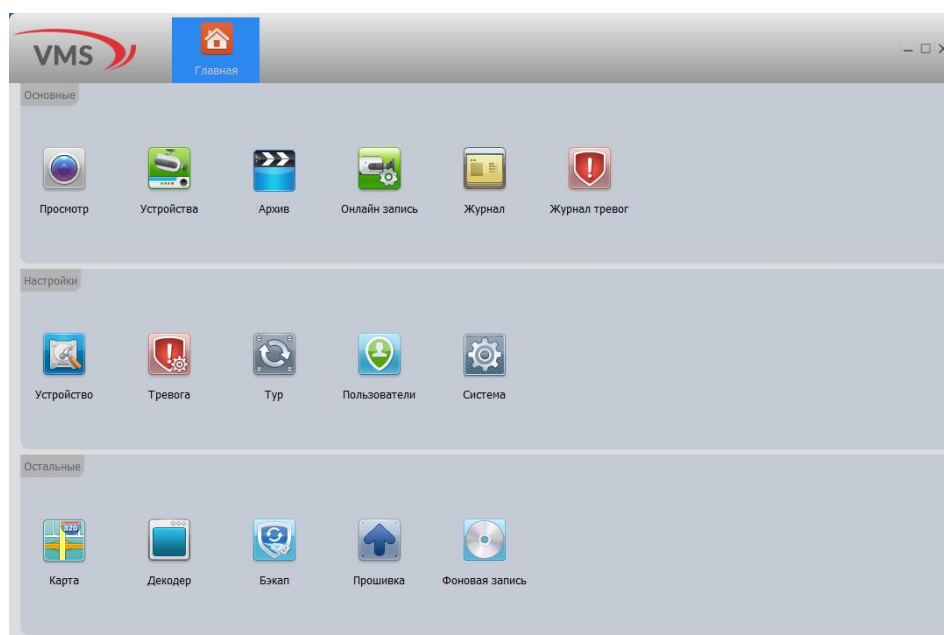 VMS
Главная
Основные
Просмотр Устройства Архив Онлайн запись Журнал Журнал тревог
Настройки
Устройство Тревога Тур Пользователи Система
Остальные
320
Карта Декодер Бэкап Прошивка Фоновая запись